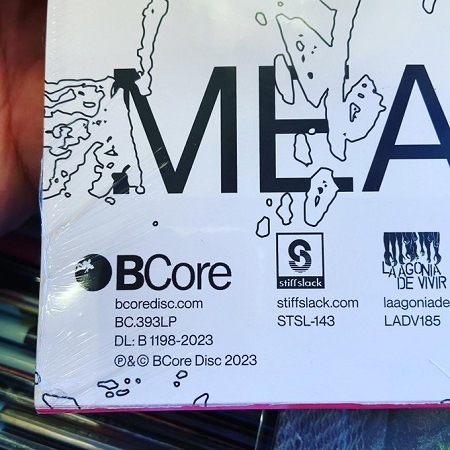 MEA
BCore
bcoredisc.com
BC.393LP
DL: B 1198-2023
℗&© BCore Disc 2023
S
stiffslack
stiffslack.com
STSL-143
LA AGONIA
DE VIVIR
laagoniade
LADV185